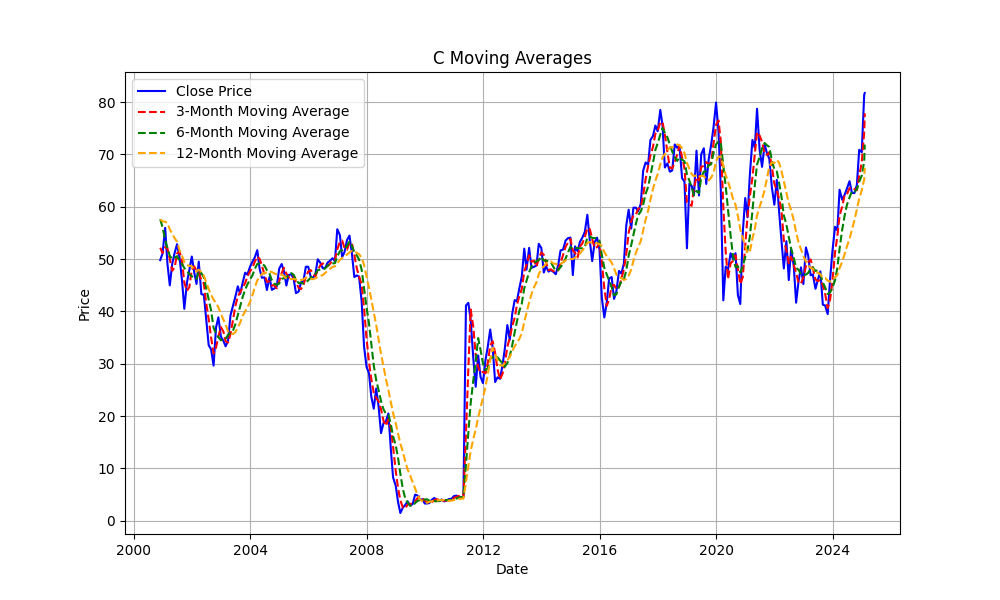 C Moving Averages
Close Price
3-Month Moving Average
6-Month Moving Average
12-Month Moving Average
80
70
60
50
40
30
20
10
0
Price
2000 2004 2008 2012 2016 2020 2024
Date